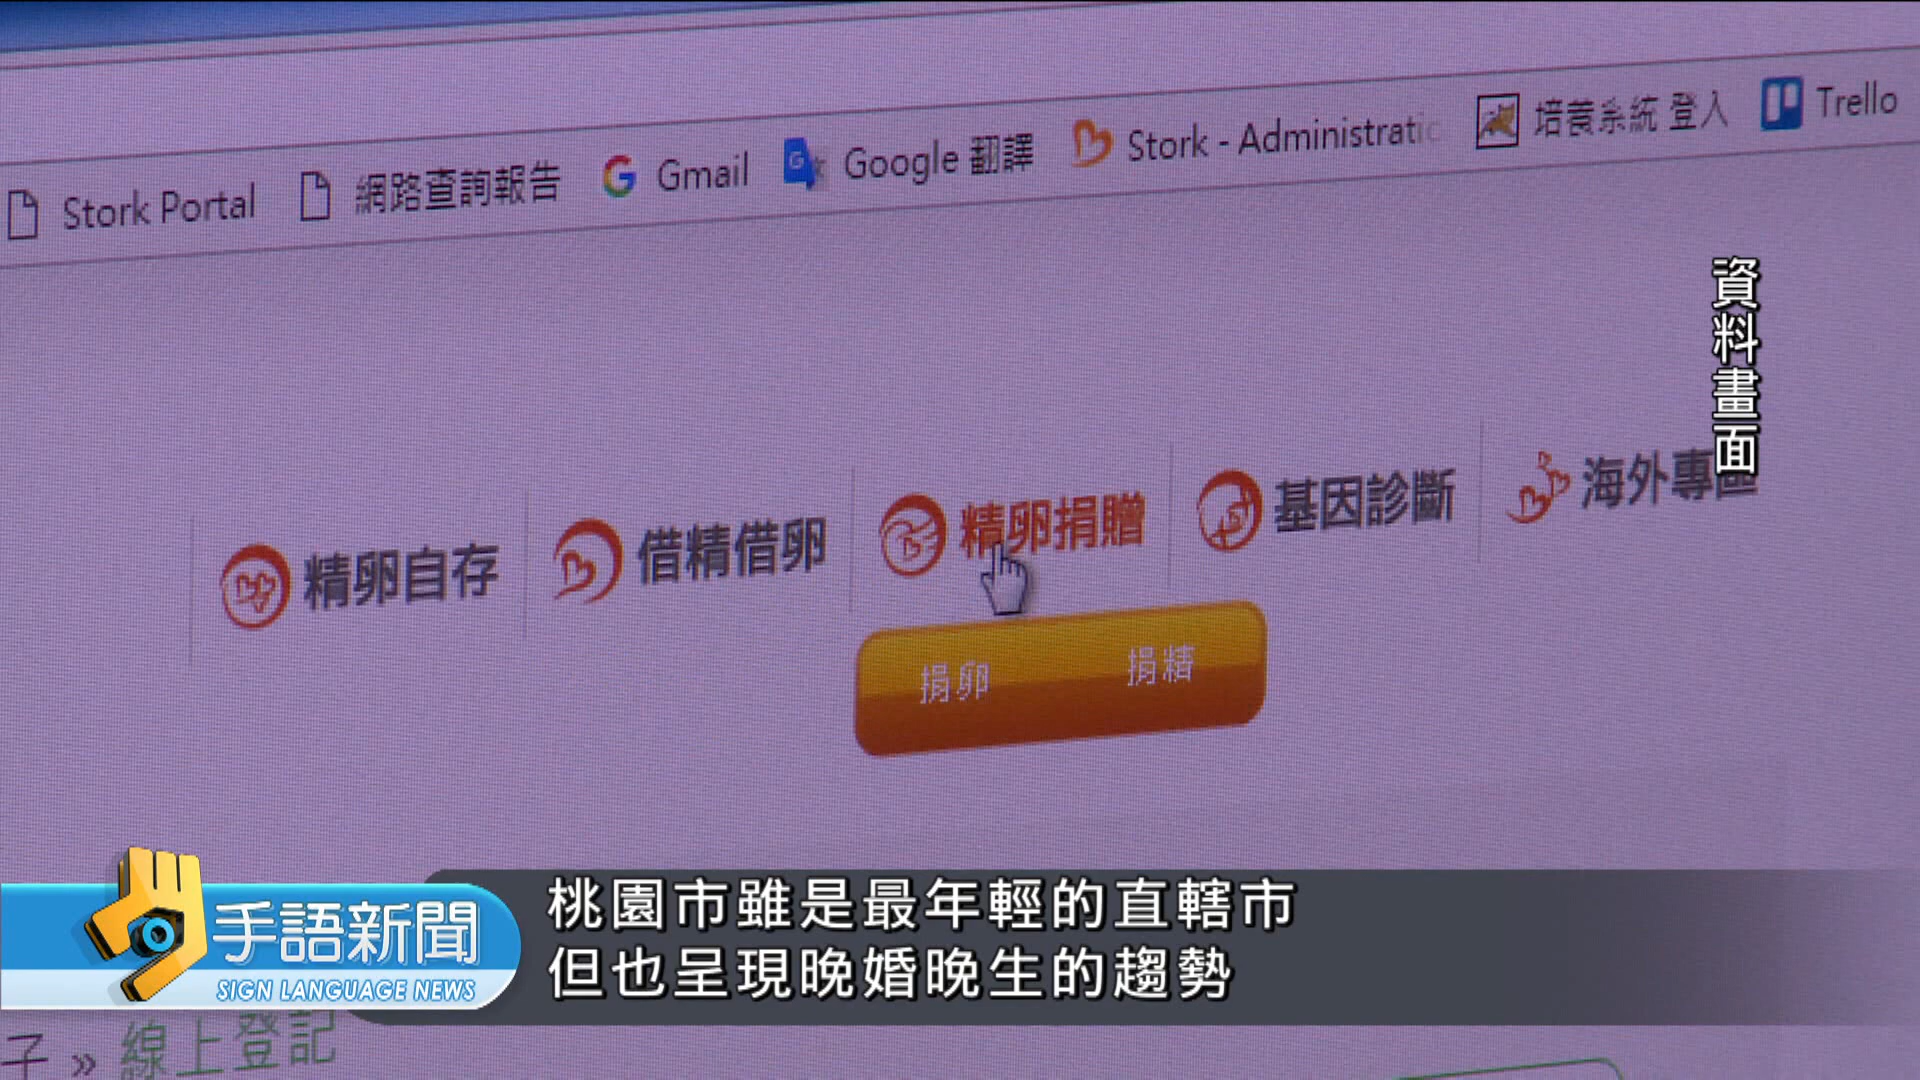 Stork Portal
網路查詢報告
Gmail
Google 翻譯
Stork - Administratic
培養系統 登入
Trello
資料畫面
精卵自存
借精借卵
精卵捐贈
基因診斷
海外專區
捐卵
捐精
手語新聞
SIGN LANGUAGE NEWS
桃園市雖是最年輕的直轄市
但也呈現晚婚晚生的趨勢
子 » 線上登記